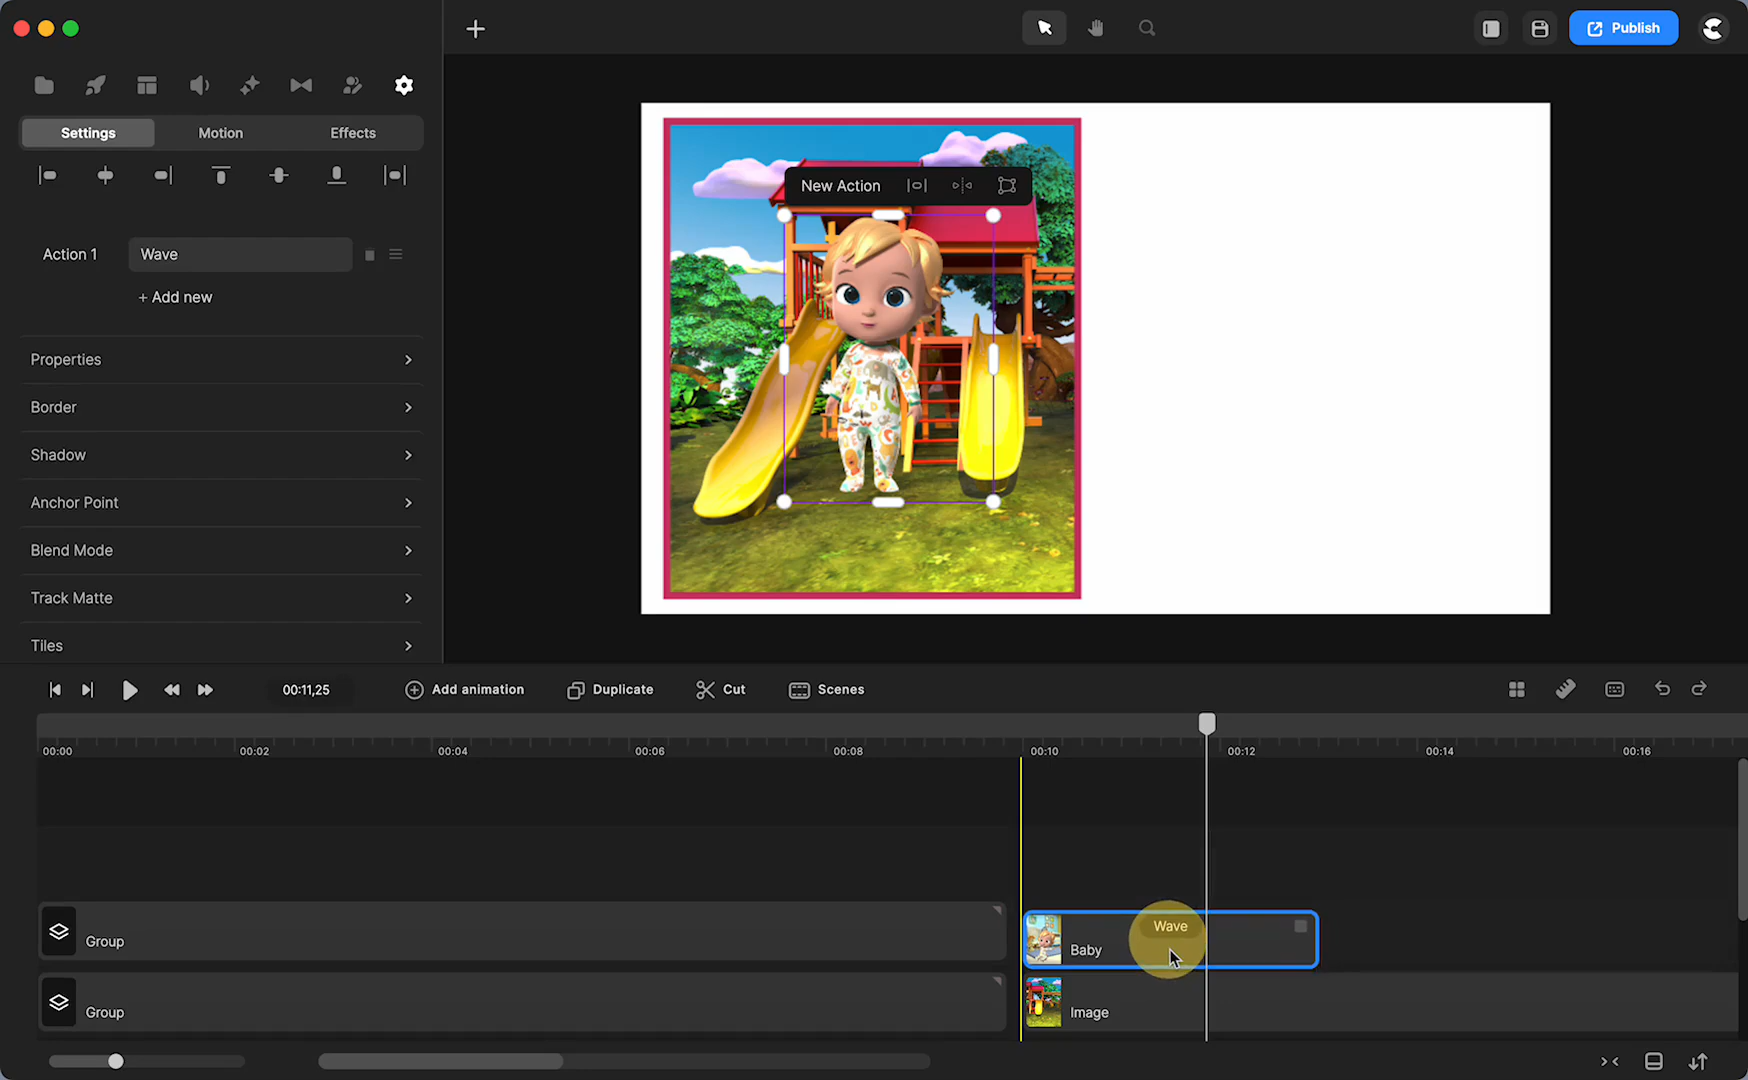 Publish
Settings
Motion
Effects
Action 1
Wave
+ Add new
Properties
Border
Shadow
Anchor Point
Blend Mode
Track Matte
Tiles
New Action
00:11,25
Add animation
Duplicate
Cut
Scenes
00:00
00:02
00:04
00:06
00:08
00:10
00:12
00:14
00:16
Group
Wave
Baby
Group
Image